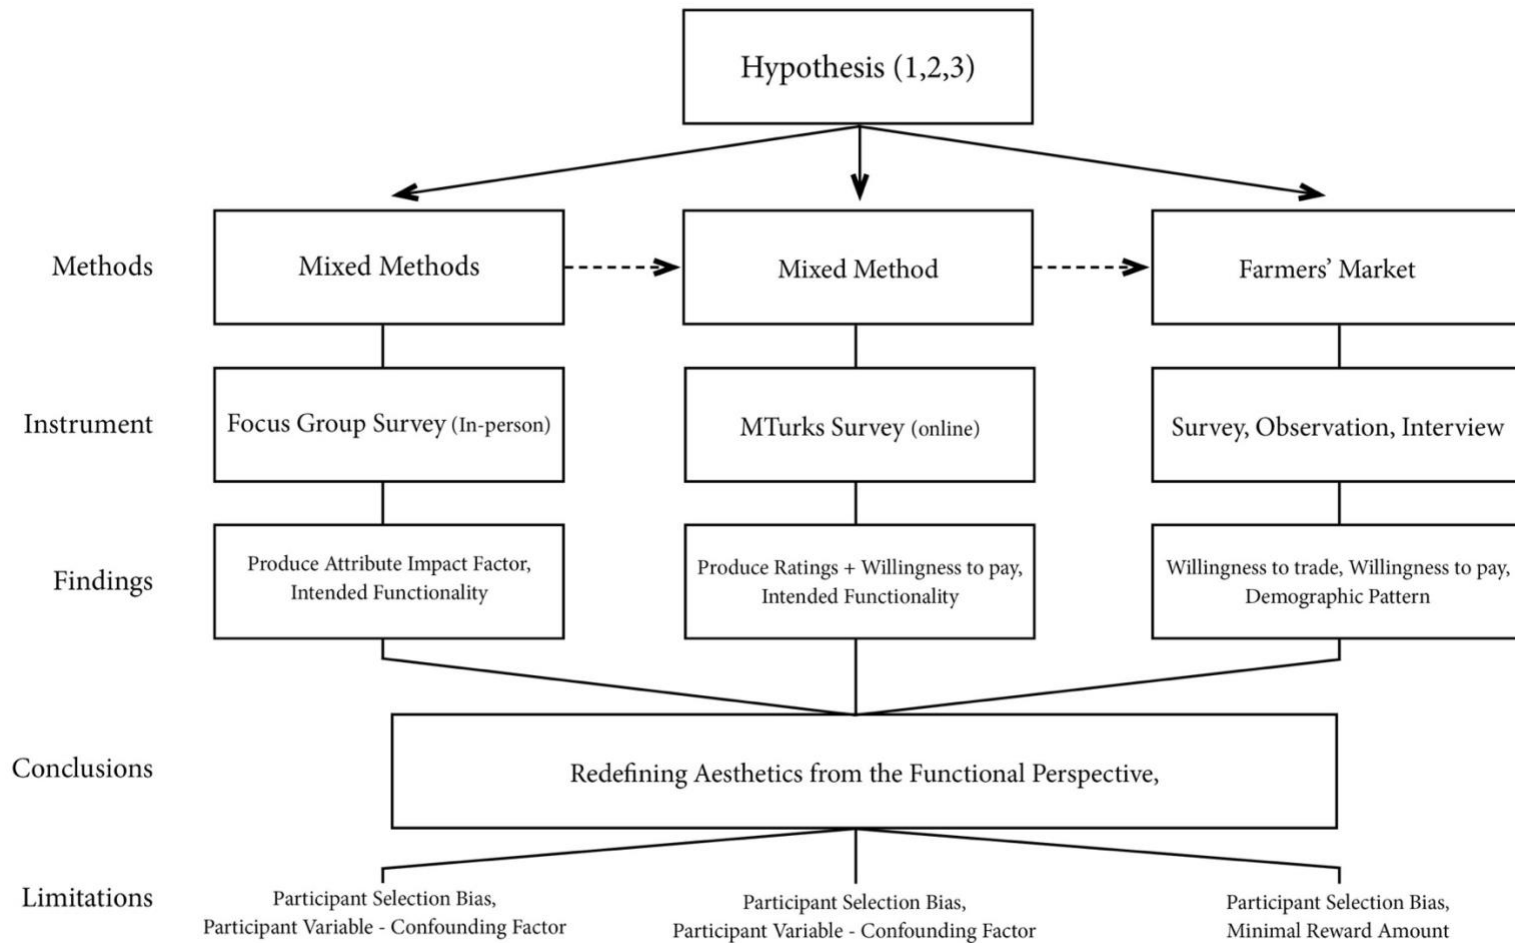 Hypothesis (1,2,3)
Methods
Mixed Methods
Mixed Method
Farmers’ Market
Instrument
Focus Group Survey (In-person)
MTurks Survey (online)
Survey, Observation, Interview
Findings
Produce Attribute Impact Factor,
Intended Functionality
Produce Ratings + Willingness to pay,
Intended Functionality
Willingness to trade, Willingness to pay,
Demographic Pattern
Conclusions
Redefining Aesthetics from the Functional Perspective,
Limitations
Participant Selection Bias,
Participant Variable - Confounding Factor
Participant Selection Bias,
Participant Variable - Confounding Factor
Participant Selection Bias,
Minimal Reward Amount